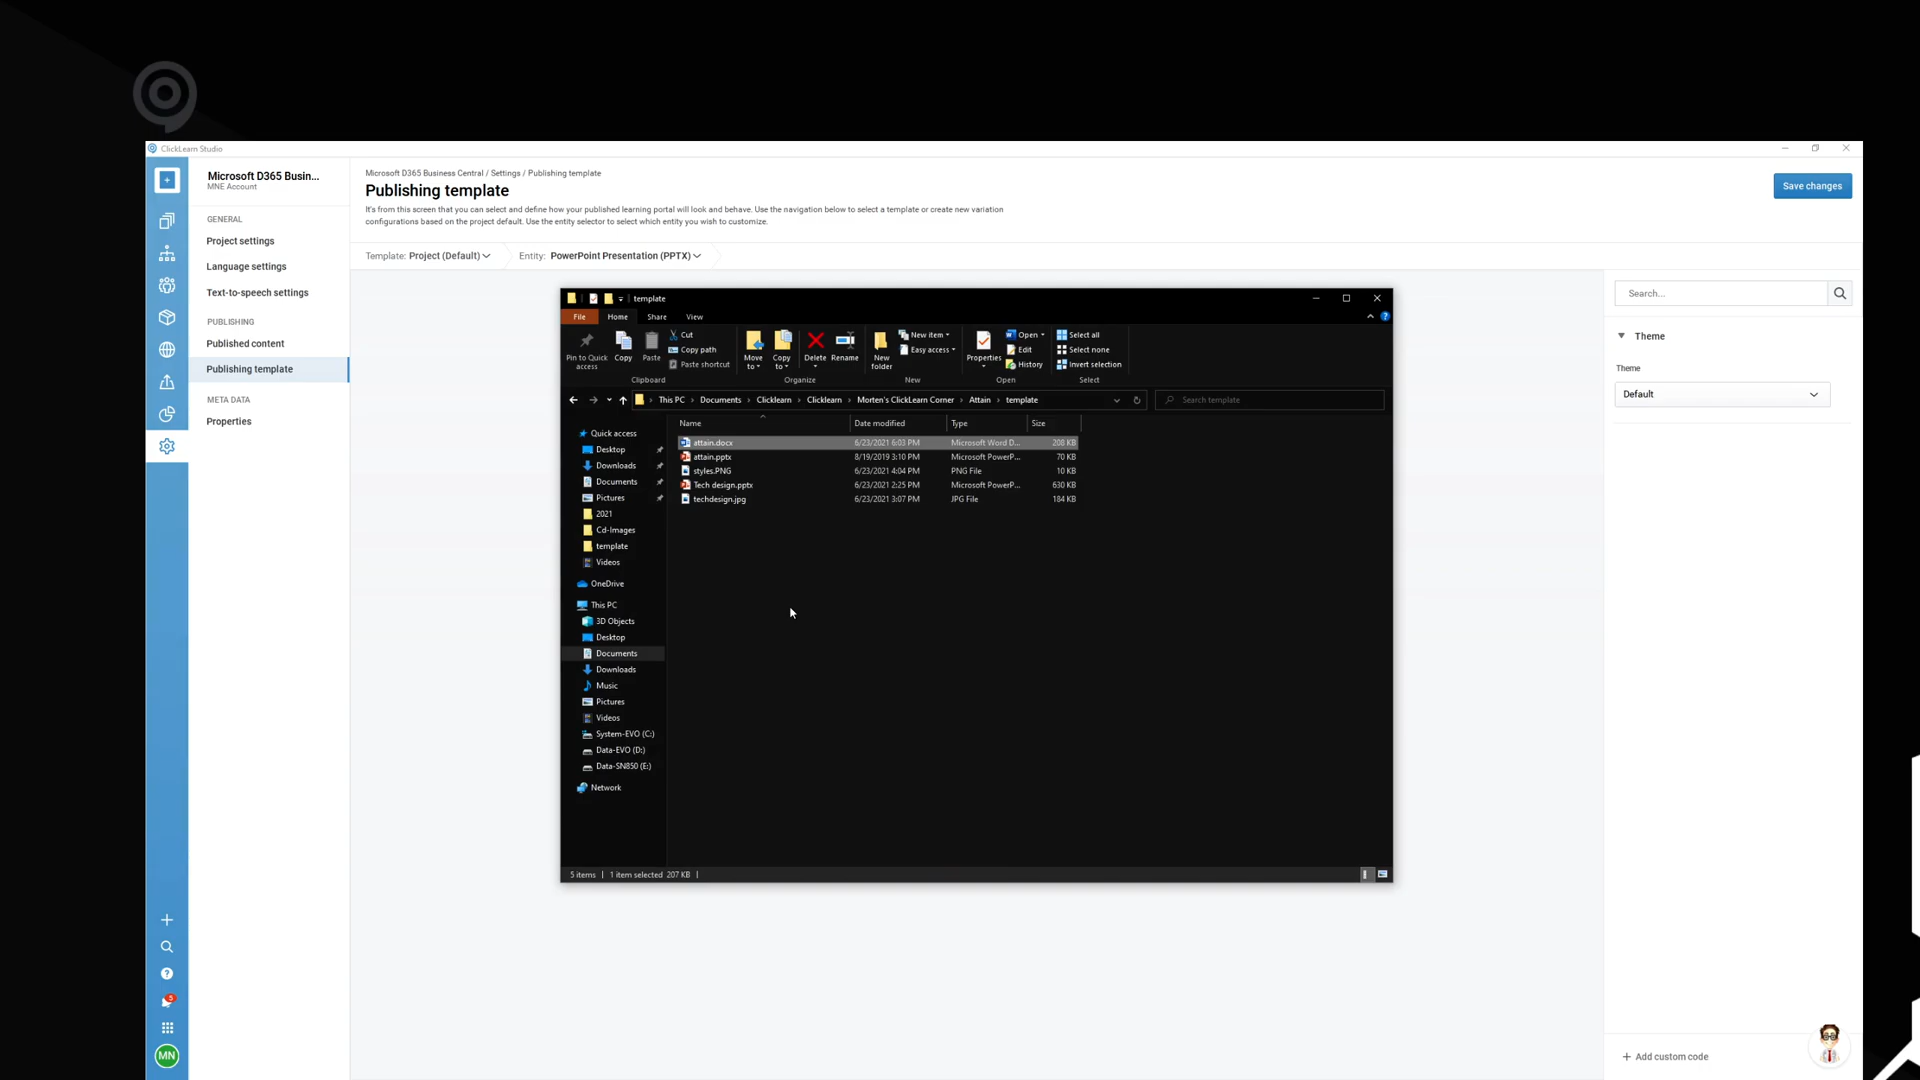 ClickLearn Studio
Microsoft D365 Busin...
MNE Account
GENERAL
Project settings
Language settings
Text-to-speech settings
PUBLISHING
Published content
Publishing template
META DATA
Properties
5
MN
Microsoft D365 Business Central / Settings / Publishing template
Publishing template
It's from this screen that you can select and define how your published learning portal will look and behave. Use the navigation below to select a template or create new variation
configurations based on the project default. Use the entity selector to select which entity you wish to customize.
Save changes
Template: Project (Default)
Entity: PowerPoint Presentation (PPTX)
template
File Home Share View
Pin to Quick access
Copy
Paste
Cut
Copy path
Paste shortcut
Clipboard
Move to
Copy to
Delete
Rename
Organize
New folder
New item
Easy access
New
Properties
Open
Edit
History
Open
Select all
Select none
Invert selection
Select
This PC > Documents > Clicklearn > Clicklearn > Morten's ClickLearn Corner > Attain > template
Search template
Name Date modified Type Size
attain.docx 6/23/2021 6:03 PM Microsoft Word D... 208 KB
attain.pptx 8/19/2019 3:10 PM Microsoft PowerP... 70 KB
styles.PNG 6/23/2021 4:04 PM PNG File 10 KB
Tech design.pptx 6/23/2021 2:25 PM Microsoft PowerP... 630 KB
techdesign.jpg 6/23/2021 3:07 PM JPG File 184 KB
Quick access
Desktop
Downloads
Documents
Pictures
2021
Cd-Images
template
Videos
OneDrive
This PC
3D Objects
Desktop
Documents
Downloads
Music
Pictures
Videos
System-EVO (C:)
Data-EVO (D:)
Data-SN850 (E:)
Network
5 items | 1 item selected 207 KB |
Search...
Theme
Theme
Default
+ Add custom code